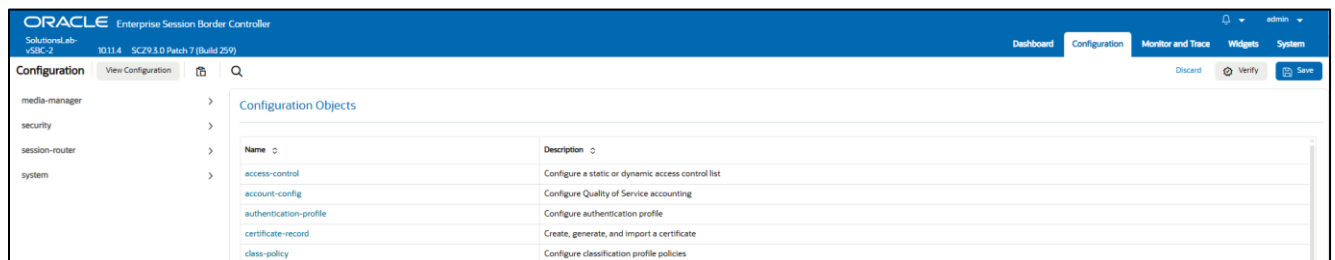 ORACLE Enterprise Session Border Controller
admin
SolutionsLab-
vSBC-2
10.1.1.4 SCZ9.3.0 Patch 7 (Build 259)
Dashboard Configuration Monitor and Trace Widgets System
Configuration View Configuration Discard Verify Save
media-manager
security
session-router
system
Configuration Objects
Name Description
access-control Configure a static or dynamic access control list
account-config Configure Quality of Service accounting
authentication-profile Configure authentication profile
certificate-record Create, generate, and import a certificate
class-policy Configure classification profile policies